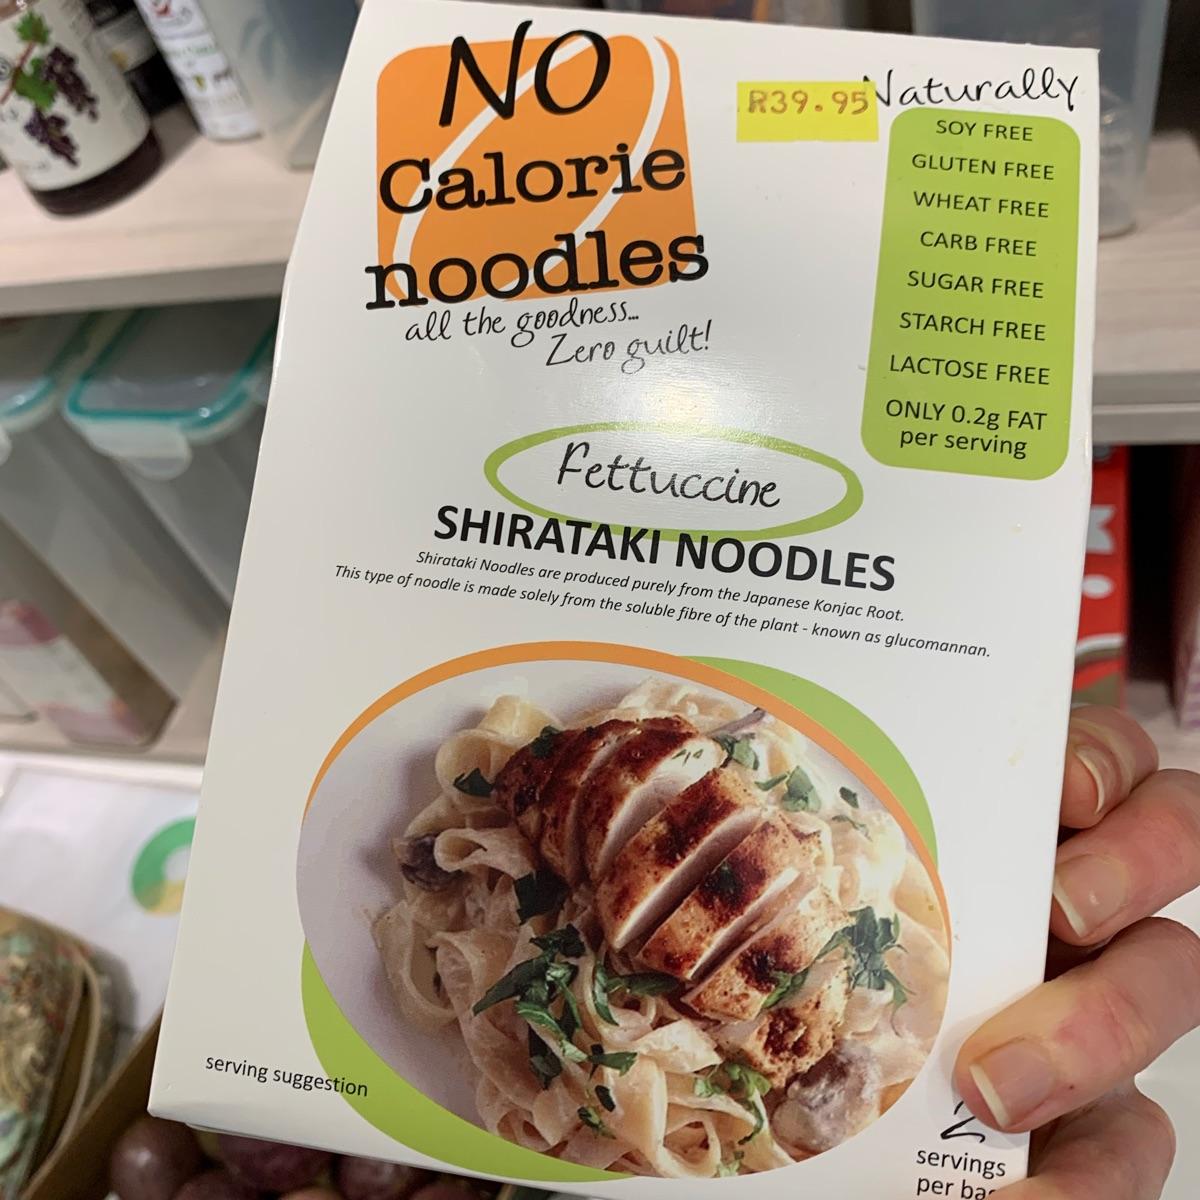 NO
Calorie
noodles
all the goodness...
Zero guilt!
R39.95
Naturally
SOY FREE
GLUTEN FREE
WHEAT FREE
CARB FREE
SUGAR FREE
STARCH FREE
LACTOSE FREE
ONLY 0.2g FAT
per serving
Fettuccine
SHIRATAKI NOODLES
Shirataki Noodles are produced purely from the Japanese Konjac Root.
This type of noodle is made solely from the soluble fibre of the plant - known as glucomannan.
serving suggestion
2
servings
per